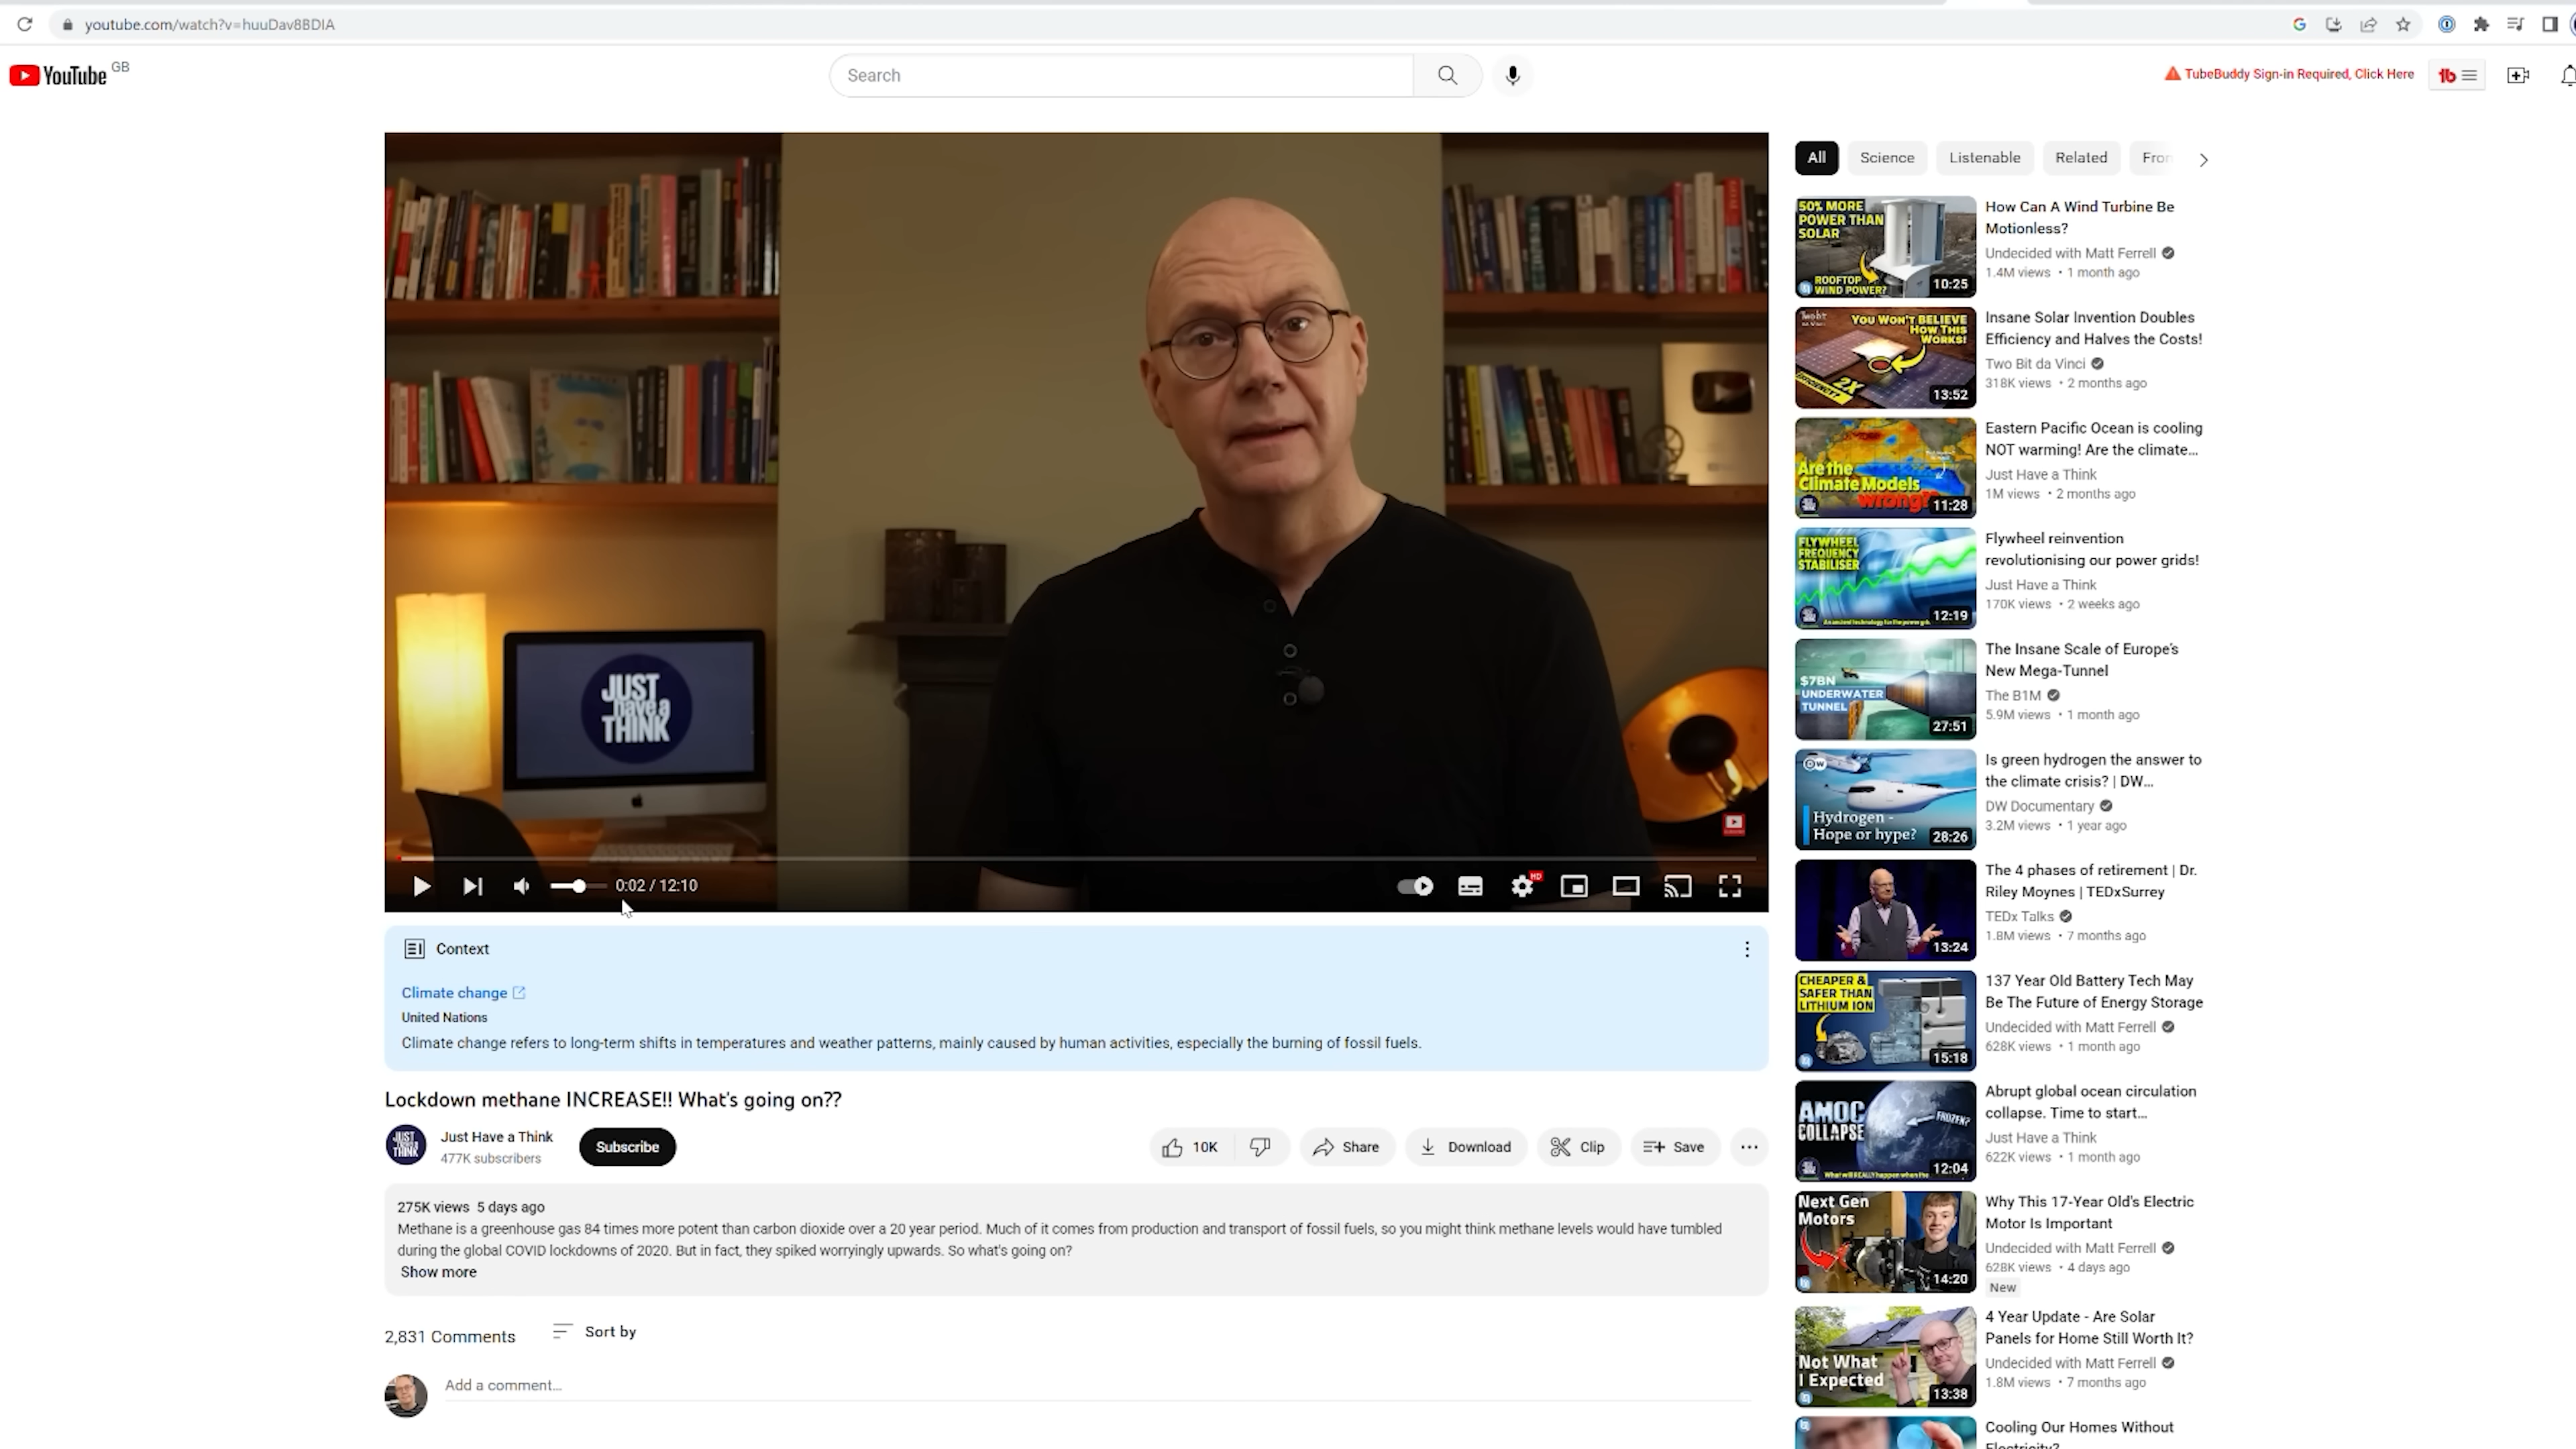 youtube.com/watch?v=huuDav8BDIA
YouTube GB
Search
TubeBuddy Sign-in Required, Click Here
tb
JUST
have a
THINK
0:02 / 12:10
HD
Context
Climate change
United Nations
Climate change refers to long-term shifts in temperatures and weather patterns, mainly caused by human activities, especially the burning of fossil fuels.
Lockdown methane INCREASE!! What's going on??
JUST
have a
THINK
Just Have a Think
477K subscribers
Subscribe
10K
Share
Download
Clip
Save
275K views 5 days ago
Methane is a greenhouse gas 84 times more potent than carbon dioxide over a 20 year period. Much of it comes from production and transport of fossil fuels, so you might think methane levels would have tumbled
during the global COVID lockdowns of 2020. But in fact, they spiked worryingly upwards. So what's going on?
Show more
2,831 Comments
Sort by
Add a comment...
All
Science
Listenable
Related
From
50% MORE
POWER THAN
SOLAR
ROOFTOP
WIND POWER?
10:25
How Can A Wind Turbine Be
Motionless?
Undecided with Matt Ferrell
1.4M views • 1 month ago
YOU WON'T BELIEVE
HOW THIS
WORKS!
2X
EFFICIENCY?
13:52
Insane Solar Invention Doubles
Efficiency and Halves the Costs!
Two Bit da Vinci
318K views • 2 months ago
Are the
Climate Models
wrong?
11:28
Eastern Pacific Ocean is cooling
NOT warming! Are the climate...
Just Have a Think
1M views • 2 months ago
FLYWHEEL
FREQUENCY
STABILISER
12:19
Flywheel reinvention
revolutionising our power grids!
Just Have a Think
170K views • 2 weeks ago
$7BN
UNDERWATER
TUNNEL
27:51
The Insane Scale of Europe's
New Mega-Tunnel
The B1M
5.9M views • 1 month ago
DW
Hydrogen -
Hope or hype?
28:26
Is green hydrogen the answer to
the climate crisis? | DW...
DW Documentary
3.2M views • 1 year ago
13:24
The 4 phases of retirement | Dr.
Riley Moynes | TEDxSurrey
TEDx Talks
1.8M views • 7 months ago
CHEAPER &
SAFER THAN
LITHIUM ION
15:18
137 Year Old Battery Tech May
Be The Future of Energy Storage
Undecided with Matt Ferrell
628K views • 1 month ago
AMOC
COLLAPSE
FROZEN?
12:04
Abrupt global ocean circulation
collapse. Time to start...
Just Have a Think
622K views • 1 month ago
Next Gen
Motors
14:20
Why This 17-Year Old's Electric
Motor Is Important
Undecided with Matt Ferrell
628K views • 4 days ago
New
Not What
I Expected
13:38
4 Year Update - Are Solar
Panels for Home Still Worth It?
Undecided with Matt Ferrell
1.8M views • 7 months ago
Cooling Our Homes Without
Electricity?